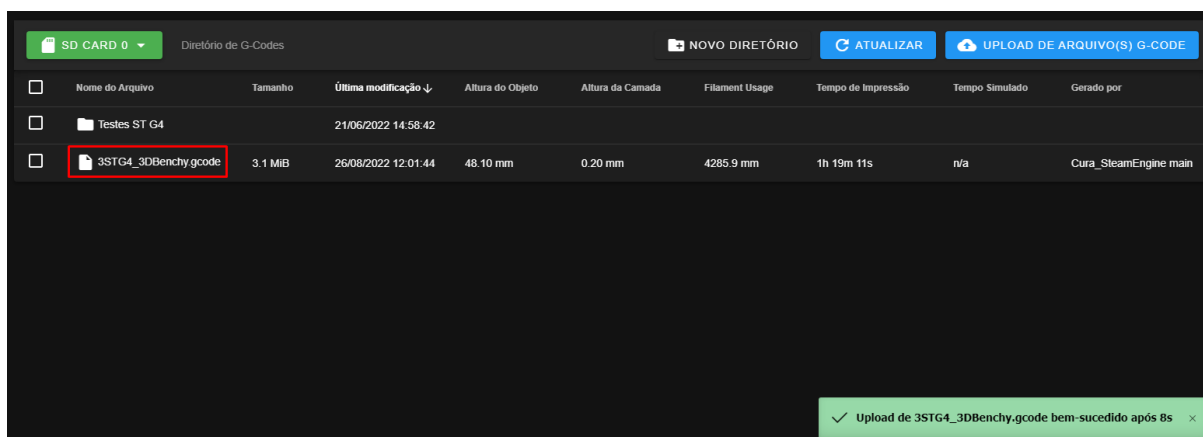 SD CARD 0 Diretório de G-Codes NOVO DIRETÓRIO ATUALIZAR UPLOAD DE ARQUIVO(S) G-CODE
Nome do Arquivo Tamanho Última modificação Altura do Objeto Altura da Camada Filament Usage Tempo de Impressão Tempo Simulado Gerado por
Testes ST G4 21/06/2022 14:58:42
3STG4_3DBenchy.gcode 3.1 MiB 26/08/2022 12:01:44 48.10 mm 0.20 mm 4285.9 mm 1h 19m 11s n/a Cura_SteamEngine main
Upload de 3STG4_3DBenchy.gcode bem-sucedido após 8s